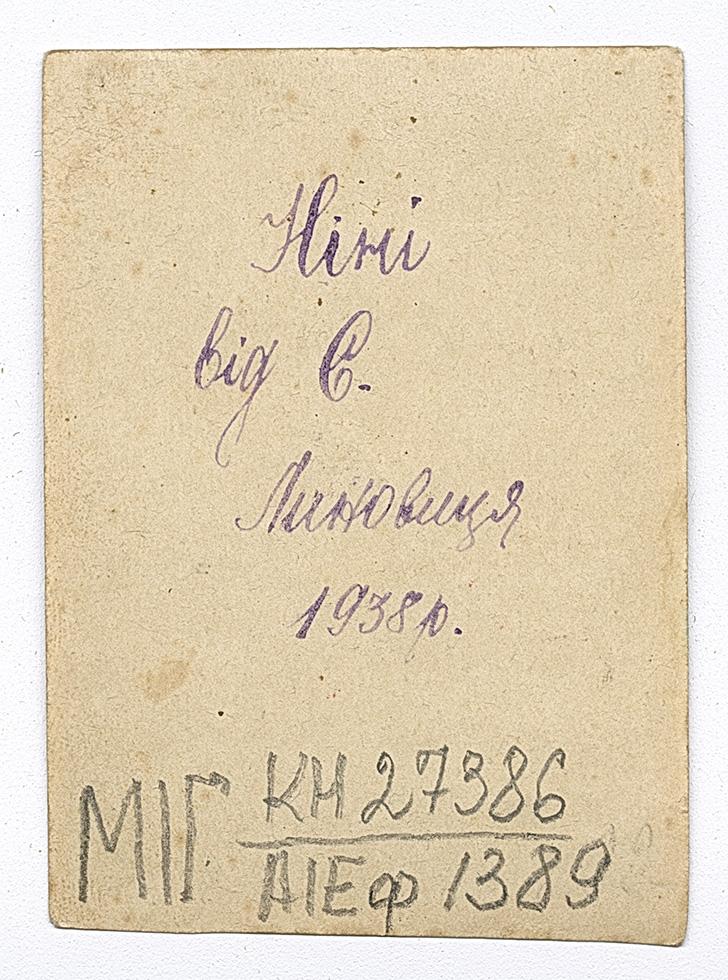 Ніні
від Є.
Линовиця
1938р.
МІГ КН 27386
АІЕф 1389